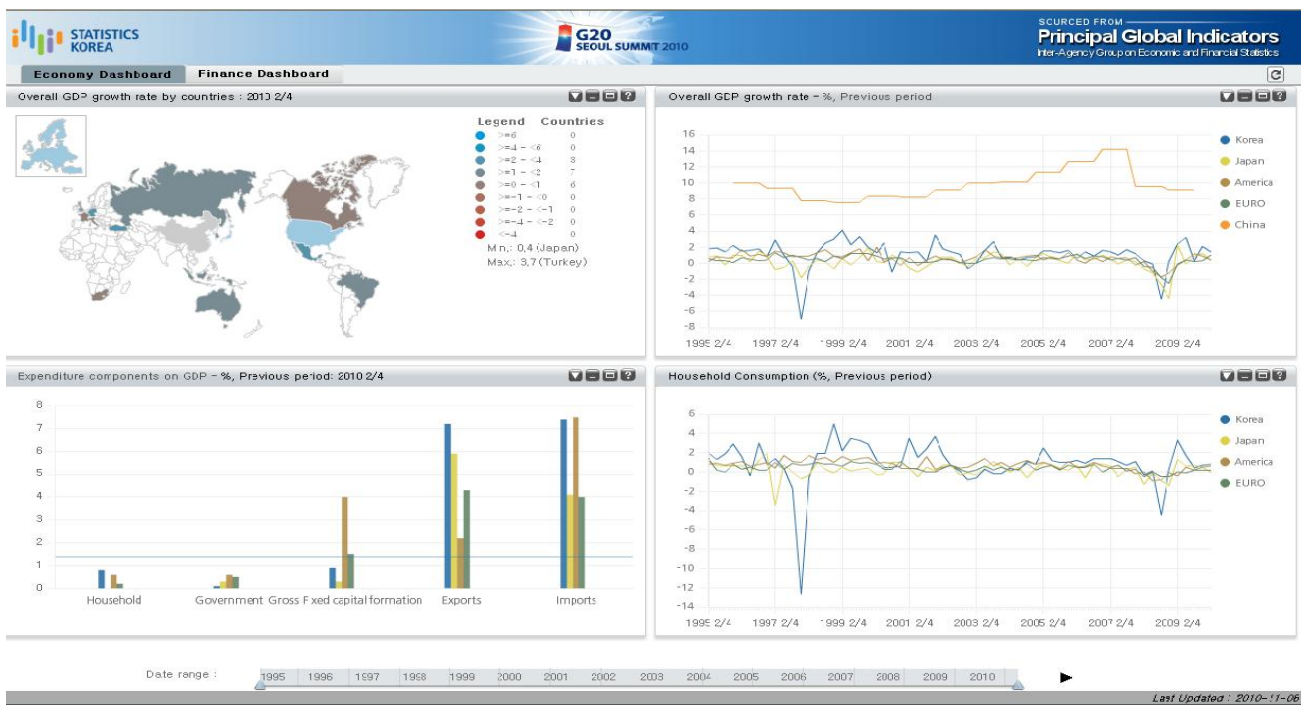 STATISTICS
KOREA
G20
SEOUL SUMMIT 2010
SCURCED FROM
Principal Global Indicators
Inter-Agency Group on Economic and Financial Statistics
Economy Dashboard Finance Dashboard
Overall GDP growth rate by countries : 2010 2/4
Legend Countries
>=6 0
>=4 - <6 0
>=2 - <4 3
>=1 - <2 7
>=0 - <1 6
>=-1 - <0 0
>=-2 - <-1 0
>=-4 - <-2 0
<-4 0
Min,: 0,4 (Japan)
Max,: 3,7 (Turkey)
Overall GDP growth rate - %, Previous period
16
14
12
10
8
6
4
2
0
-2
-4
-6
-8
1995 2/4 1997 2/4 1999 2/4 2001 2/4 2003 2/4 2005 2/4 2007 2/4 2009 2/4
Korea
Japan
America
EURO
China
Expenditure components on GDP - %, Previous period: 2010 2/4
8
7
6
5
4
3
2
1
0
Household Government Gross Fixed capital formation Exports Imports
Household Consumption (%, Previous period)
6
4
2
0
-2
-4
-6
-8
-10
-12
-14
1995 2/4 1997 2/4 1999 2/4 2001 2/4 2003 2/4 2005 2/4 2007 2/4 2009 2/4
Korea
Japan
America
EURO
Date range :
1995 1996 1997 1998 1999 2000 2001 2002 2003 2004 2005 2006 2007 2008 2009 2010
Last Updated : 2010-11-06